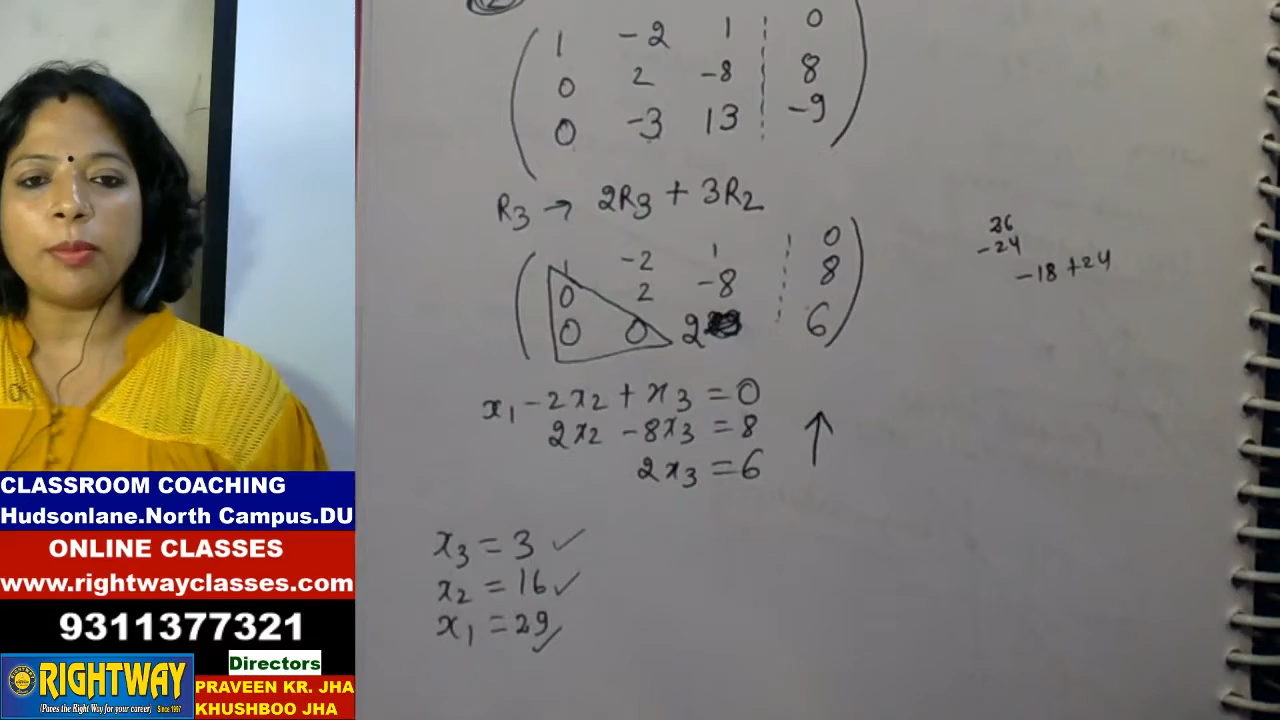 1 -2 1 0
0 2 -8 8
0 -3 13 -9
R3 → 2R3 + 3R2
1 -2 1 0
0 2 -8 8
0 0 2 6
26
-24
-18 +24
x1 - 2x2 + x3 = 0
2x2 - 8x3 = 8
2x3 = 6
x3 = 3 ✓
x2 = 16 ✓
x1 = 29 ✓
CLASSROOM COACHING
Hudsonlane.North Campus.DU
ONLINE CLASSES
www.rightwayclasses.com
9311377321
RIGHTWAY
(Paves the Right Way for your career) Since 1997
Directors
PRAVEEN KR. JHA
KHUSHBOO JHA